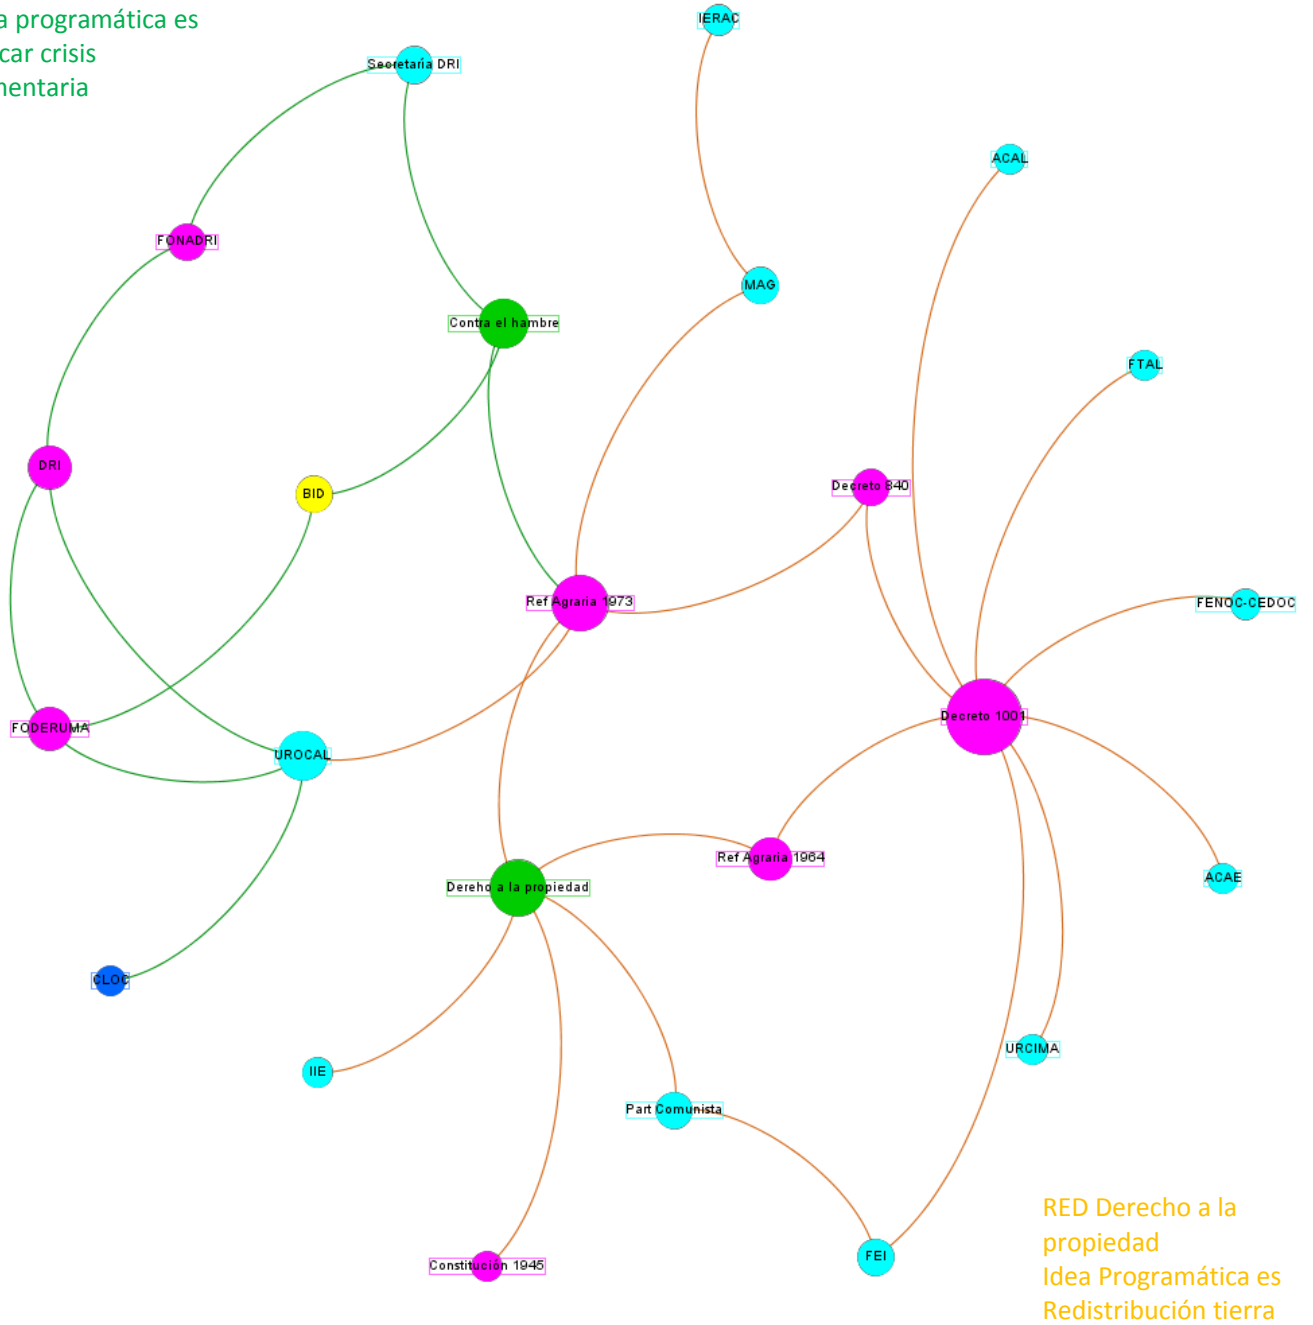 programática es
crisis
IERAC
Secretaría DRI
ACAL
FONADRI
MAG
Contra el hambre
FTAL
DRI
BID
Decreto 840
Ref Agraria 1973
FENOC-CEDOC
Decreto 1001
FODERUMA
UROCAL
Ref Agraria 1964
ACAE
Dereho a la propiedad
CLOC
URCIMA
IIE
Part Comunista
RED Derecho a la
propiedad
Idea Programática es
Redistribución tierra
FEI
Constitución 1945